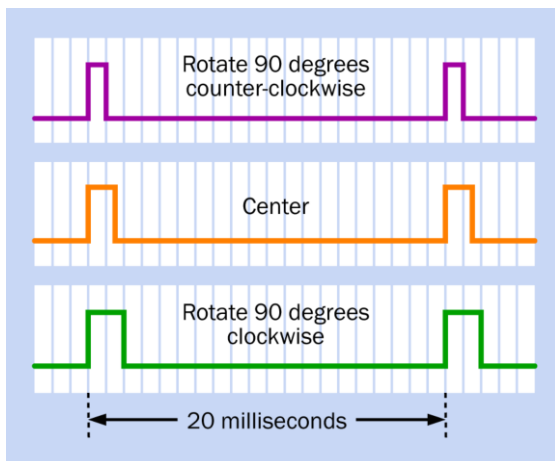 Rotate 90 degrees
counter-clockwise
Center
Rotate 90 degrees
clockwise
20 milliseconds